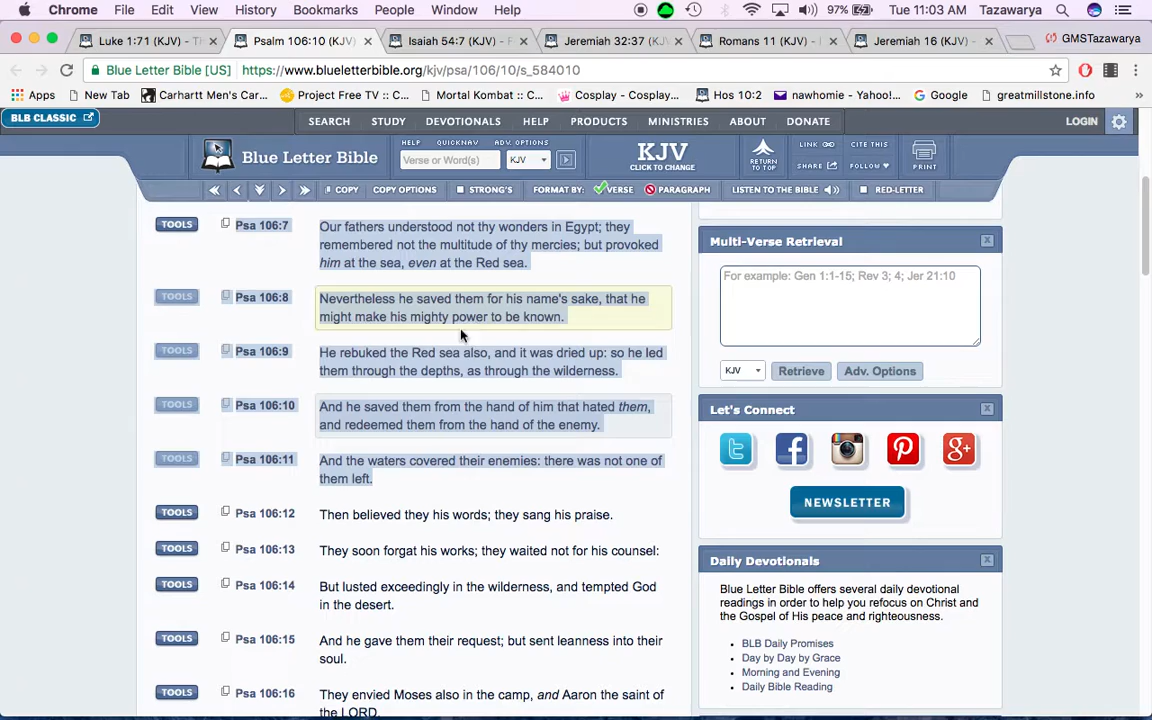 Chrome File Edit View History Bookmarks People Window Help 97% Tue 11:03 AM Tazawarya
Luke 1:71 (KJV) - Th Psalm 106:10 (KJV) Isaiah 54:7 (KJV) - F Jeremiah 32:37 (KJV) Romans 11 (KJV) - B Jeremiah 16 (KJV) - GMSTazawarya
Blue Letter Bible [US] https://www.blueletterbible.org/kjv/psa/106/10/s_584010
Apps New Tab Carhartt Men's Car... Project Free TV :: C... Mortal Kombat :: C... Cosplay - Cosplay... Hos 10:2 nawhomie - Yahoo!... Google greatmillstone.info »
BLB CLASSIC SEARCH STUDY DEVOTIONALS HELP PRODUCTS MINISTRIES ABOUT DONATE LOGIN
Blue Letter Bible
HELP QUICKNAV ADV. OPTIONS
Verse or Word(s) KJV
KJV
CLICK TO CHANGE
RETURN TO TOP
LINK
SHARE
CITE THIS
FOLLOW
PRINT
COPY COPY OPTIONS STRONG'S FORMAT BY: VERSE PARAGRAPH LISTEN TO THE BIBLE RED-LETTER
TOOLS Psa 106:7 Our fathers understood not thy wonders in Egypt; they
remembered not the multitude of thy mercies; but provoked
him at the sea, even at the Red sea.
TOOLS Psa 106:8 Nevertheless he saved them for his name's sake, that he
might make his mighty power to be known.
TOOLS Psa 106:9 He rebuked the Red sea also, and it was dried up: so he led
them through the depths, as through the wilderness.
TOOLS Psa 106:10 And he saved them from the hand of him that hated them,
and redeemed them from the hand of the enemy.
TOOLS Psa 106:11 And the waters covered their enemies: there was not one of
them left.
TOOLS Psa 106:12 Then believed they his words; they sang his praise.
TOOLS Psa 106:13 They soon forgat his works; they waited not for his counsel:
TOOLS Psa 106:14 But lusted exceedingly in the wilderness, and tempted God
in the desert.
TOOLS Psa 106:15 And he gave them their request; but sent leanness into their
soul.
TOOLS Psa 106:16 They envied Moses also in the camp, and Aaron the saint of
the LORD.
Multi-Verse Retrieval
For example: Gen 1:1-15; Rev 3; 4; Jer 21:10
KJV Retrieve Adv. Options
Let's Connect
NEWSLETTER
Daily Devotionals
Blue Letter Bible offers several daily devotional
readings in order to help you refocus on Christ and
the Gospel of His peace and righteousness.
BLB Daily Promises
Day by Day by Grace
Morning and Evening
Daily Bible Reading